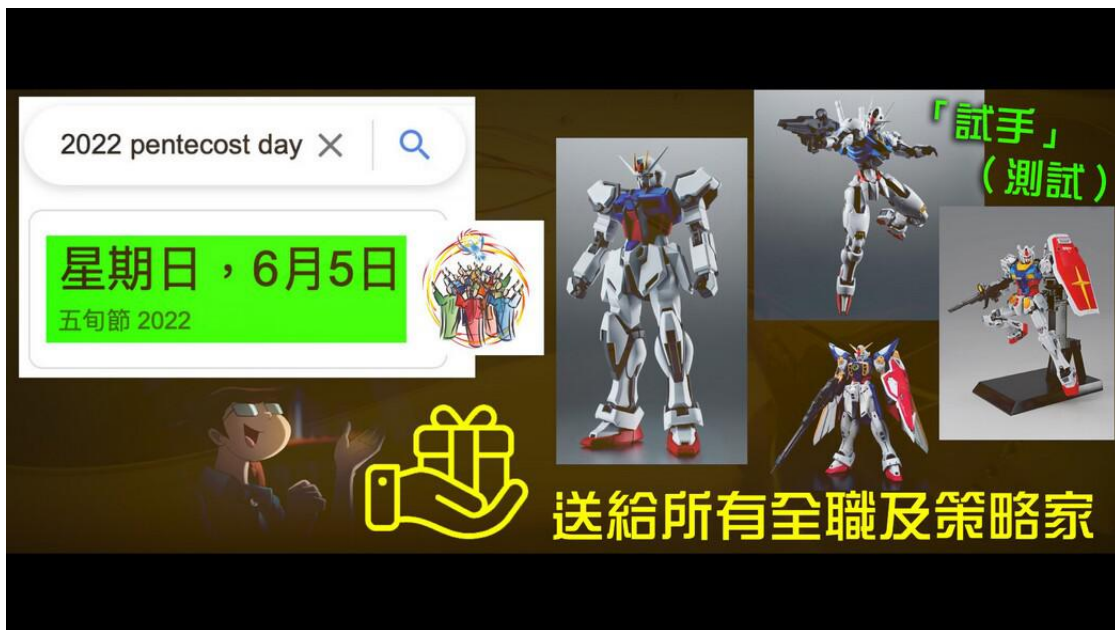 2022 pentecost day
星期日，6月5日
五旬節 2022
「試手」
（測試）
送給所有全職及策略家